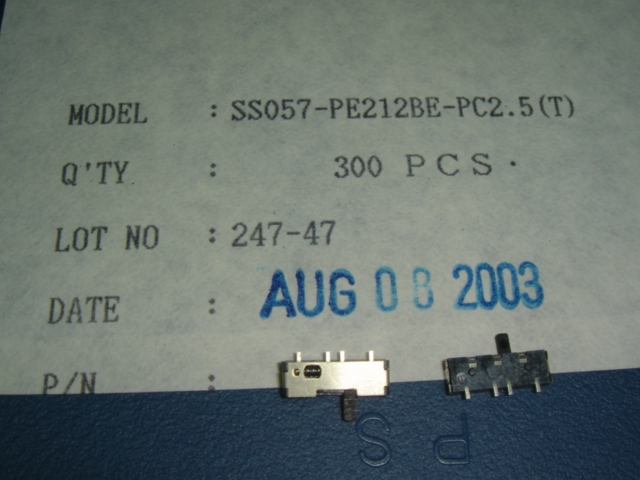 MODEL : SS057-PE212BE-PC2.5(T)
Q'TY : 300 PCS.
LOT NO : 247-47
DATE : AUG 08 2003
P/N :